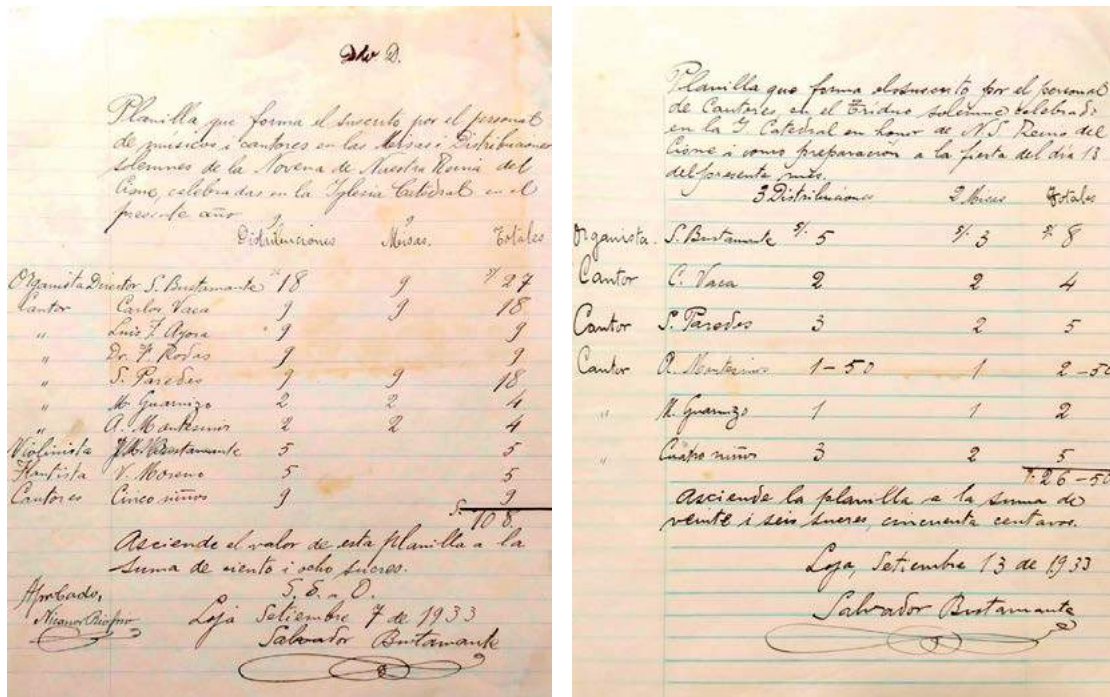 Planilla que forma el suscrito por el personal
de músicos i cantores en las Misas i Distribuciones
solemnes de la Novena de Nuestra Reina del
Cisne, celebradas en la Iglesia Catedral en el
presente año.
9 9
Distribuciones Misas. Totales
Organista Director S. Bustamante 18 9 S/ 27
Cantor Carlos Vaca 9 9 18
" Luis F. Ayora 9 9
" Dr. F. Rodas 9 9
" S. Paredes 9 9 18
" M. Guarnizo 2 2 4
" A. Montesinos 2 2 4
Violinista Bustamante 5 5
Flautista V. Moreno 5 5
Cantores Cinco niños 9 9
S. 108
Asciende el valor de esta planilla a la
suma de ciento i ocho sucres.
S. E. u O.
Loja Setiembre 7 de 1933
Salvador Bustamante
Aprobado,
Nicanor Riofrío
Planilla que forma el suscrito por el personal
de Cantores, en el Triduo solemne celebrado
en la I. Catedral en honor de N. S. Reina del
Cisne i como preparación a la fiesta del día 13
del presente mes.
3 Distribuciones 2 Misas Totales
Organista. S. Bustamante S/. 5 S/. 3 S/. 8
Cantor C. Vaca 2 2 4
Cantor S. Paredes 3 2 5
Cantor A. Montesinos 1-50 1 2-50
" M. Guarnizo 1 1 2
" Cuatro niños 3 2 5
S. 26-50
Asciende la planilla a la suma de
veinte i seis sucres, cincuenta centavos.
Loja, Setiembre 13 de 1933
Salvador Bustamante